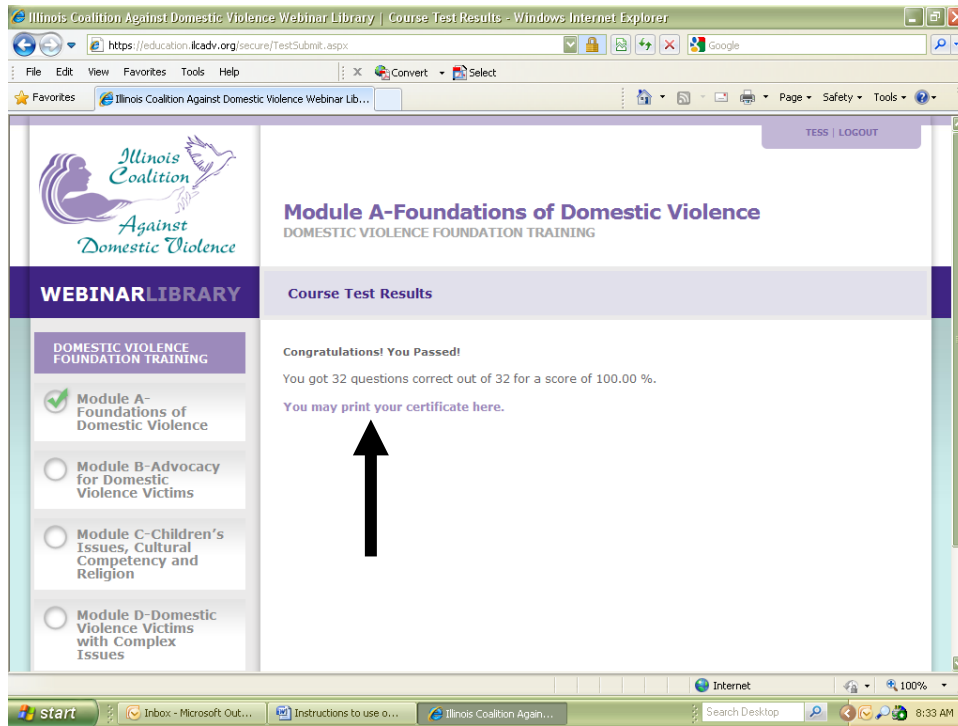 Illinois Coalition Against Domestic Violence Webinar Library | Course Test Results - Windows Internet Explorer
https://education.ilcadv.org/secure/TestSubmit.aspx
Google
File Edit View Favorites Tools Help
X Convert Select
Favorites
Illinois Coalition Against Domestic Violence Webinar Lib...
Page Safety Tools
TESS | LOGOUT
Illinois
Coalition
Against
Domestic Violence
Module A-Foundations of Domestic Violence
DOMESTIC VIOLENCE FOUNDATION TRAINING
WEBINARLIBRARY
Course Test Results
DOMESTIC VIOLENCE
FOUNDATION TRAINING
Module A-
Foundations of
Domestic Violence
Module B-Advocacy
for Domestic
Violence Victims
Module C-Children's
Issues, Cultural
Competency and
Religion
Module D-Domestic
Violence Victims
with Complex
Issues
Congratulations! You Passed!
You got 32 questions correct out of 32 for a score of 100.00 %.
You may print your certificate here.
Internet
100%
start
Inbox - Microsoft Out...
Instructions to use o...
Illinois Coalition Again...
Search Desktop
8:33 AM